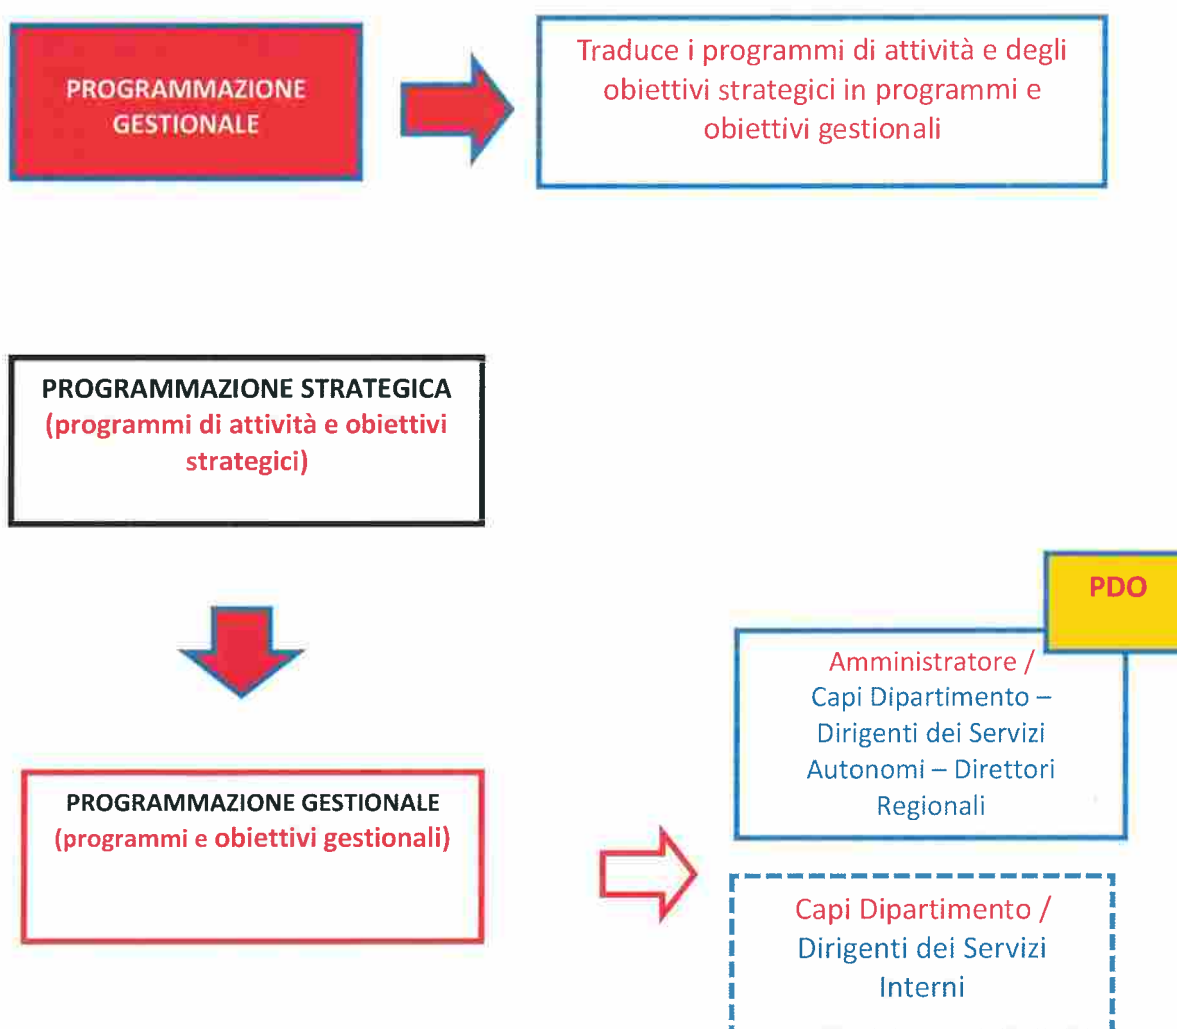 PROGRAMMAZIONE
GESTIONALE
Traduce i programmi di attività e degli
obiettivi strategici in programmi e
obiettivi gestionali
PROGRAMMAZIONE STRATEGICA
(programmi di attività e obiettivi
strategici)
PDO
Amministratore /
Capi Dipartimento –
Dirigenti dei Servizi
Autonomi – Direttori
Regionali
PROGRAMMAZIONE GESTIONALE
(programmi e obiettivi gestionali)
Capi Dipartimento /
Dirigenti dei Servizi
Interni